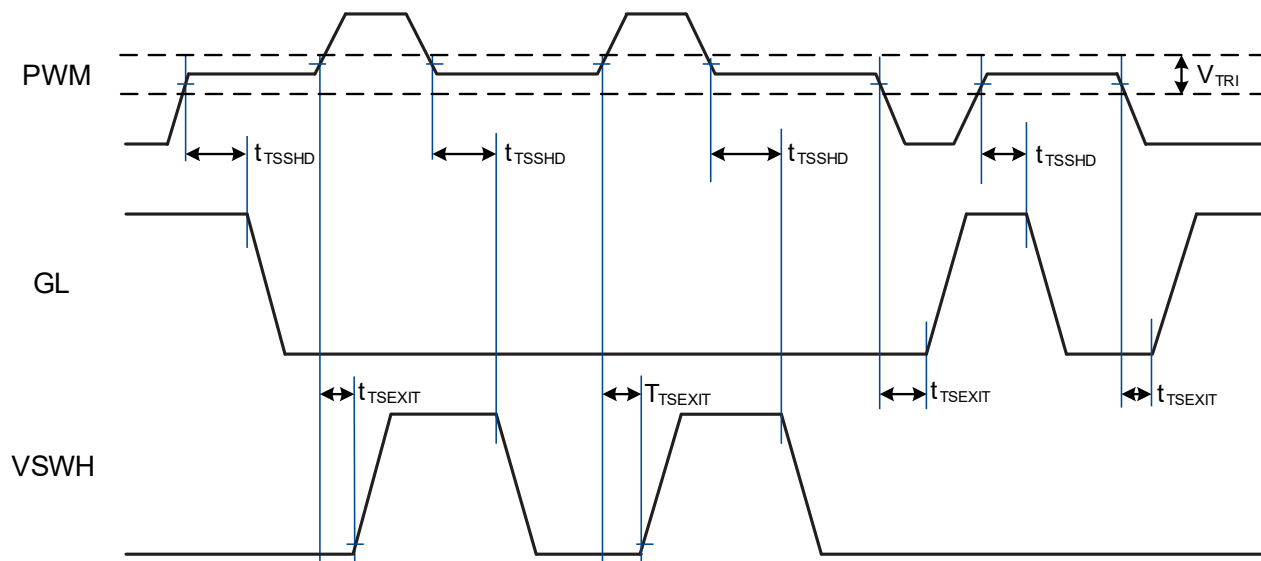 PWM
V_TRI
t_TSSHD
t_TSSHD
t_TSSHD
t_TSSHD
GL
t_TSEXIT
T_TSEXIT
t_TSEXIT
t_TSEXIT
VSWH